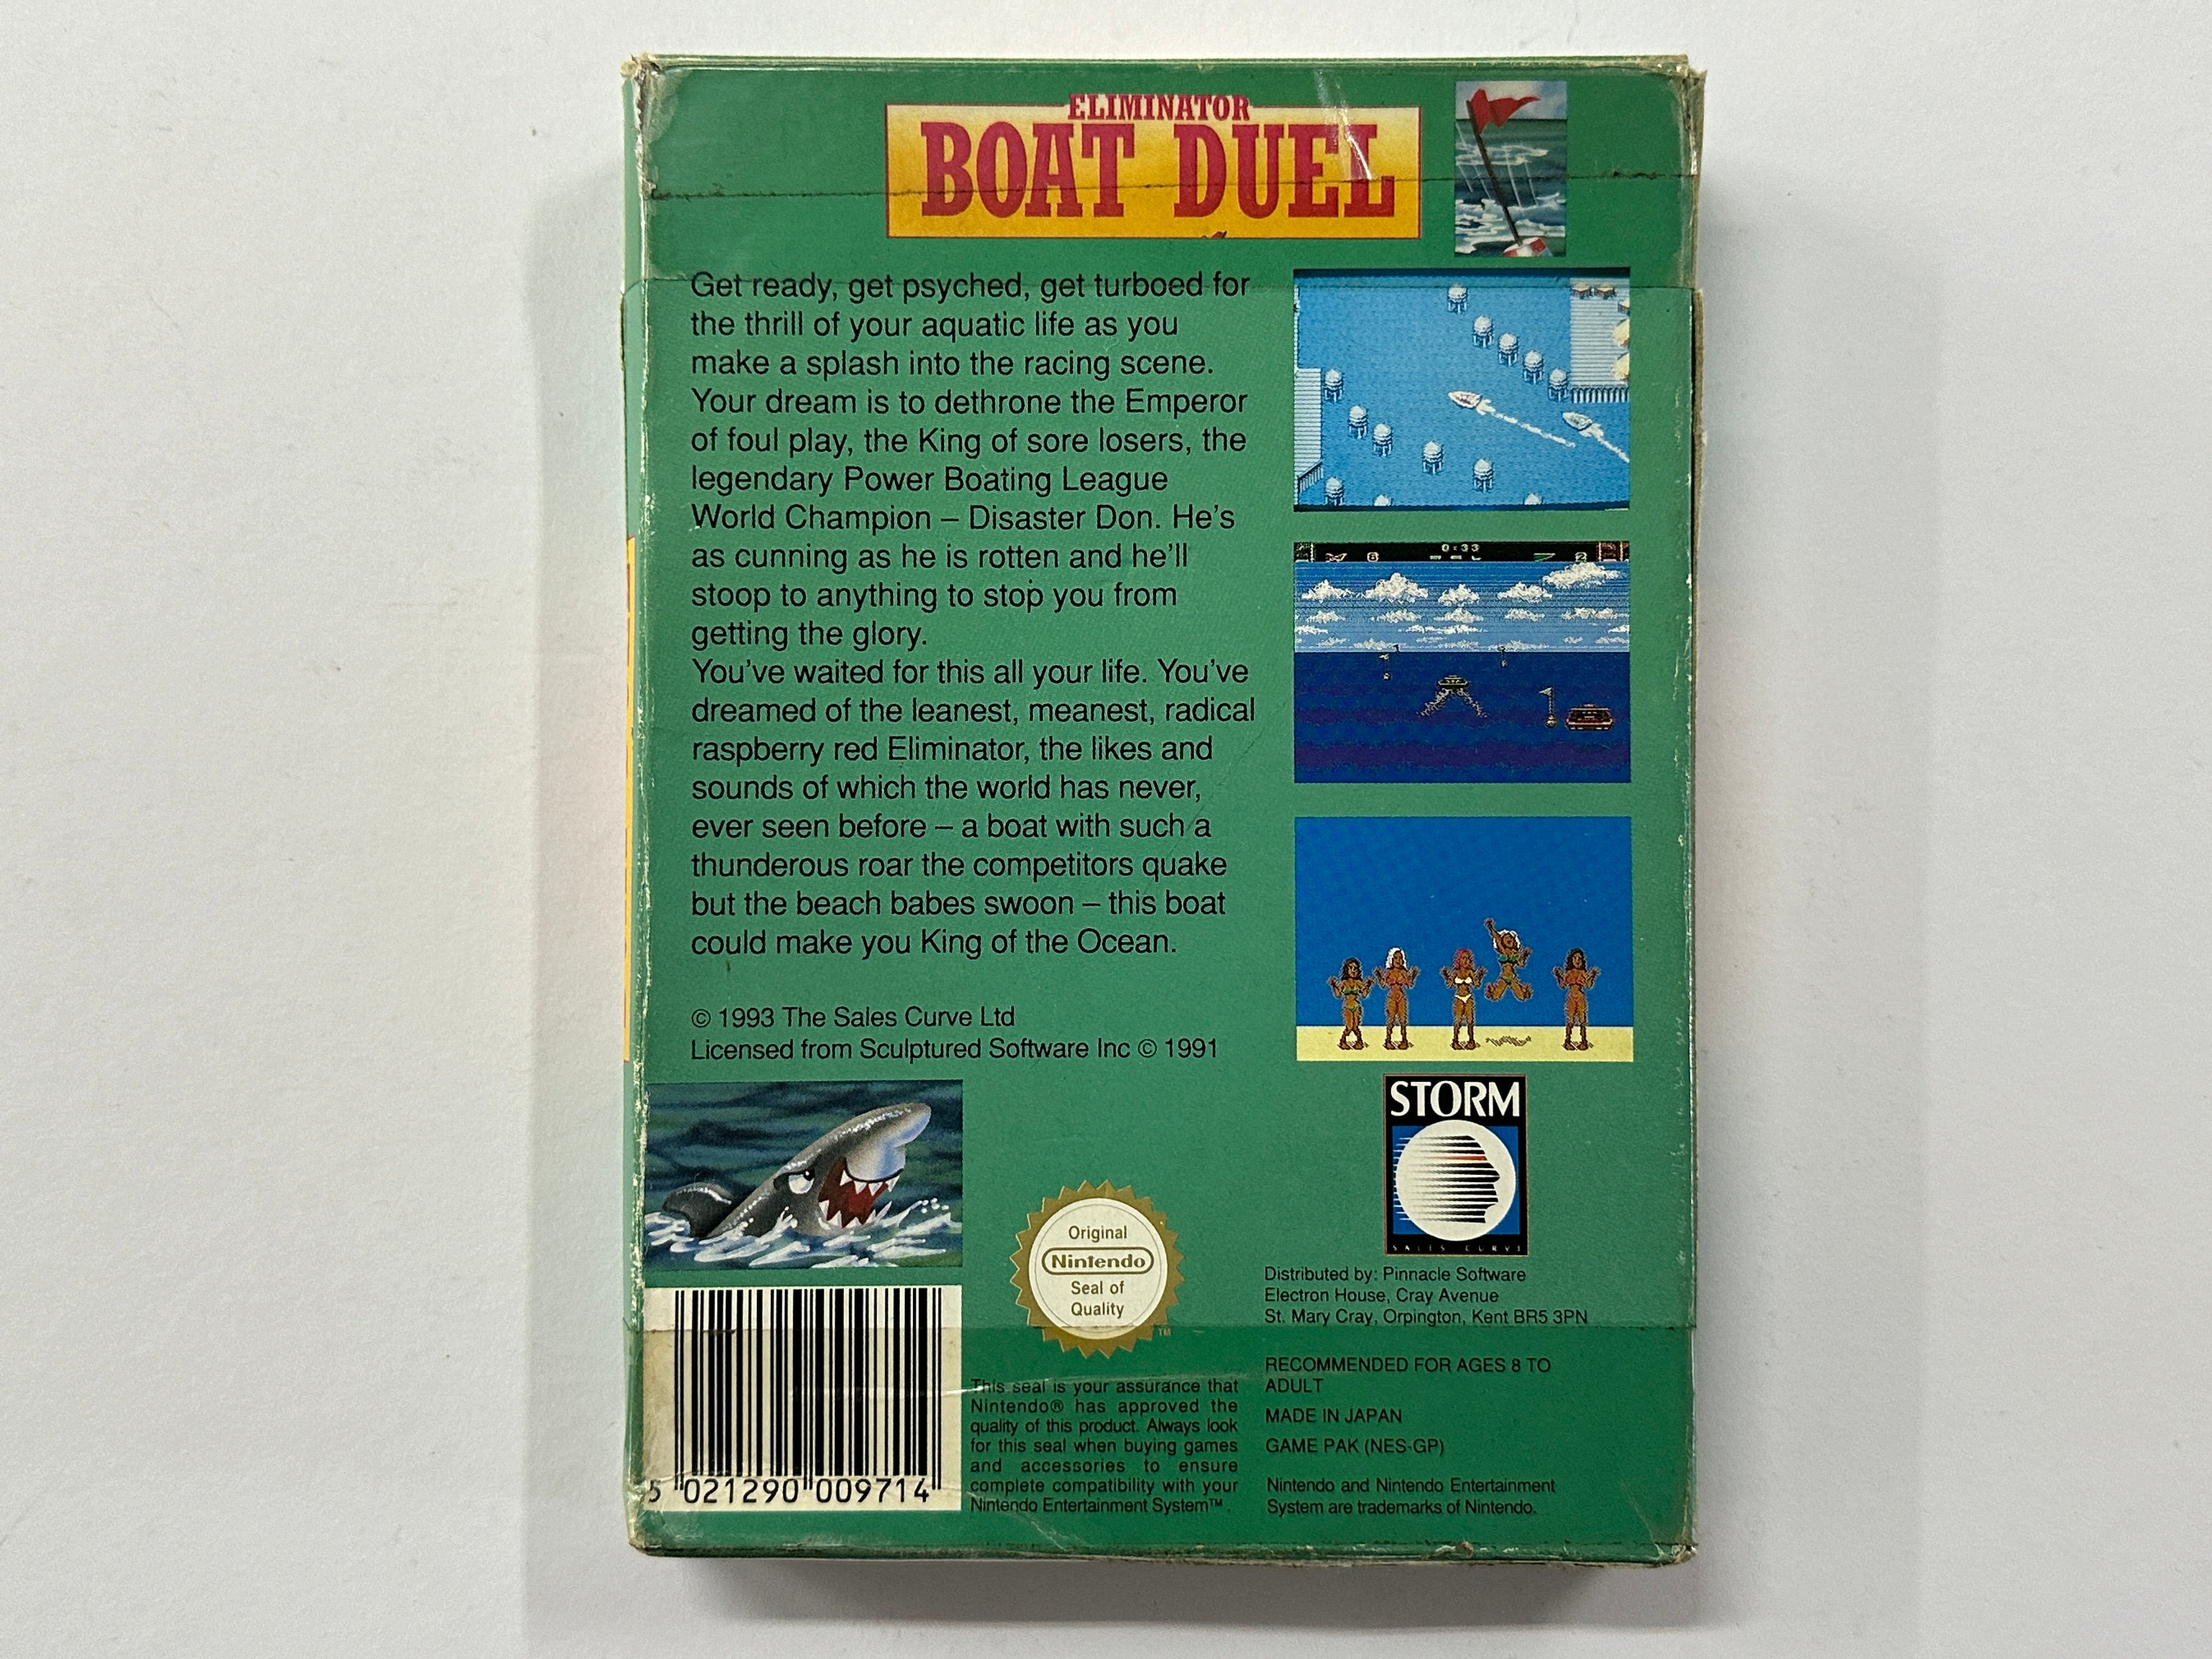 ELIMINATOR
BOAT DUEL
Get ready, get psyched, get turboed for
the thrill of your aquatic life as you
make a splash into the racing scene.
Your dream is to dethrone the Emperor
of foul play, the King of sore losers, the
legendary Power Boating League
World Champion – Disaster Don. He's
as cunning as he is rotten and he'll
stoop to anything to stop you from
getting the glory.
You've waited for this all your life. You've
dreamed of the leanest, meanest, radical
raspberry red Eliminator, the likes and
sounds of which the world has never,
ever seen before – a boat with such a
thunderous roar the competitors quake
but the beach babes swoon – this boat
could make you King of the Ocean.
© 1993 The Sales Curve Ltd
Licensed from Sculptured Software Inc © 1991
6
0:33
2
STORM
SALES CURVE
Original
Nintendo
Seal of
Quality
TM
Distributed by: Pinnacle Software
Electron House, Cray Avenue
St. Mary Cray, Orpington, Kent BR5 3PN
RECOMMENDED FOR AGES 8 TO
ADULT
MADE IN JAPAN
GAME PAK (NES-GP)
Nintendo and Nintendo Entertainment
System are trademarks of Nintendo.
This seal is your assurance that
Nintendo® has approved the
quality of this product. Always look
for this seal when buying games
and accessories to ensure
complete compatibility with your
Nintendo Entertainment System™.
5 021290 009714